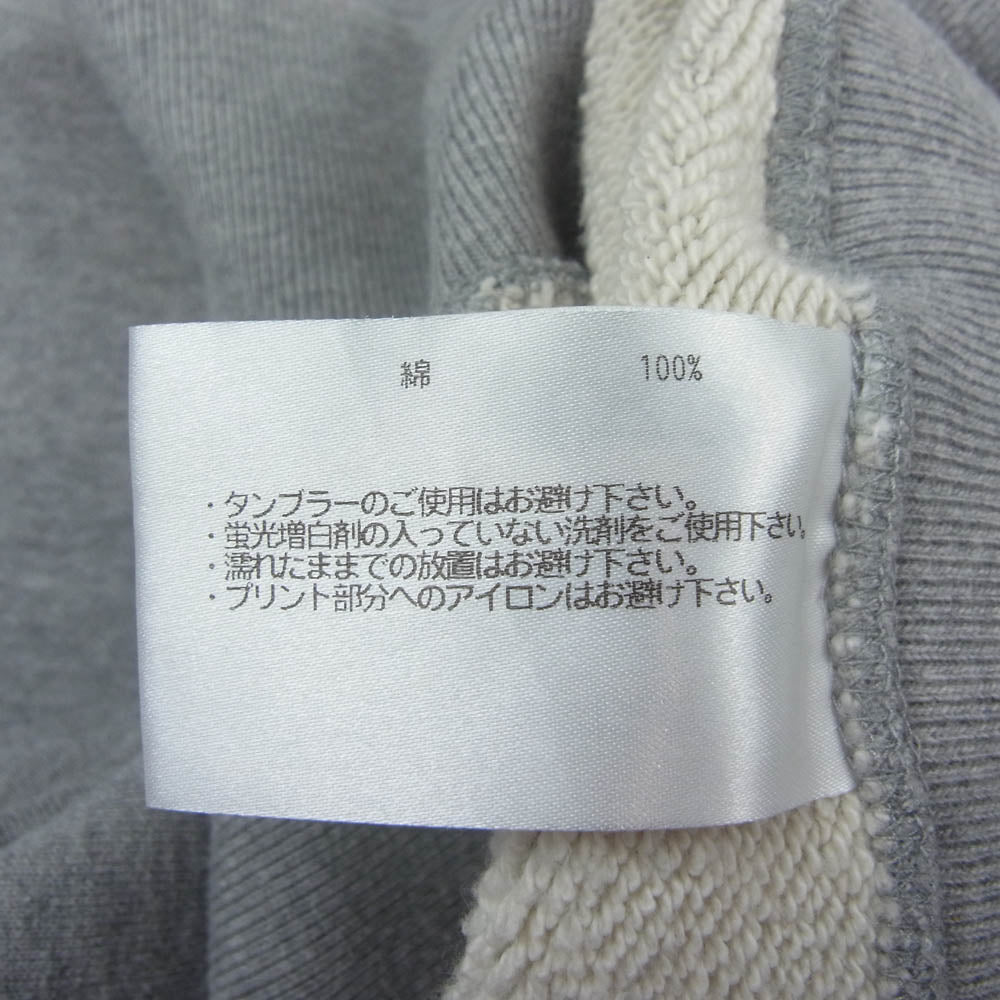 綿 100%
・タンブラーのご使用はお避け下さい。
・蛍光増白剤の入っていない洗剤をご使用下さい。
・濡れたままでの放置はお避け下さい。
・プリント部分へのアイロンはお避け下さい。